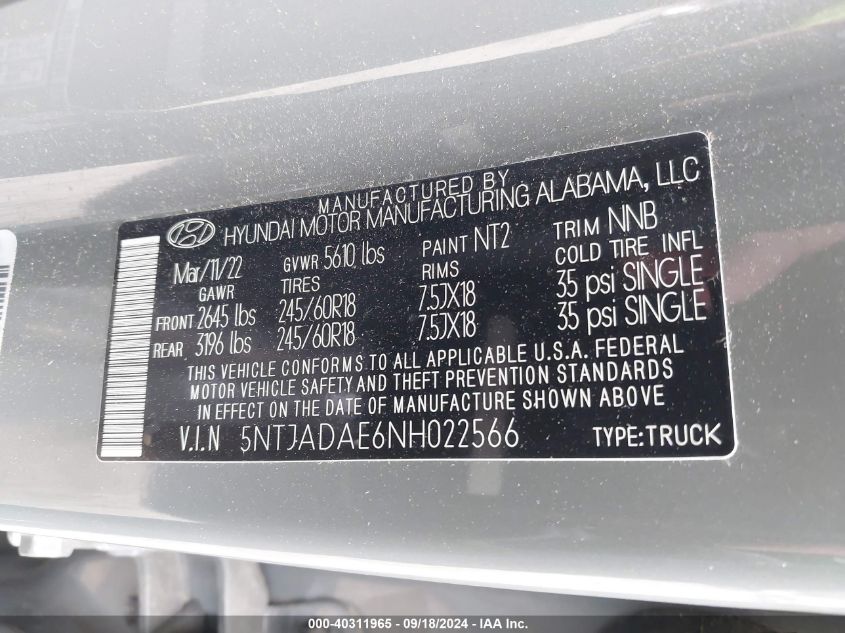 MANUFACTURED BY
HYUNDAI MOTOR MANUFACTURING ALABAMA, LLC
Mar/11/22 GVWR 5610 lbs PAINT NT2 TRIM NNB
GAWR TIRES RIMS COLD TIRE INFL
FRONT 2645 lbs 245/60R18 7.5JX18 35 psi SINGLE
REAR 3196 lbs 245/60R18 7.5JX18 35 psi SINGLE
THIS VEHICLE CONFORMS TO ALL APPLICABLE U.S.A. FEDERAL
MOTOR VEHICLE SAFETY AND THEFT PREVENTION STANDARDS
IN EFFECT ON THE DAE OF MANUFACTURE SHOWN ABOVE
V.I.N 5NTJADAE6NH022566 TYPE:TRUCK
000-40311965 - 09/18/2024 - IAA Inc.